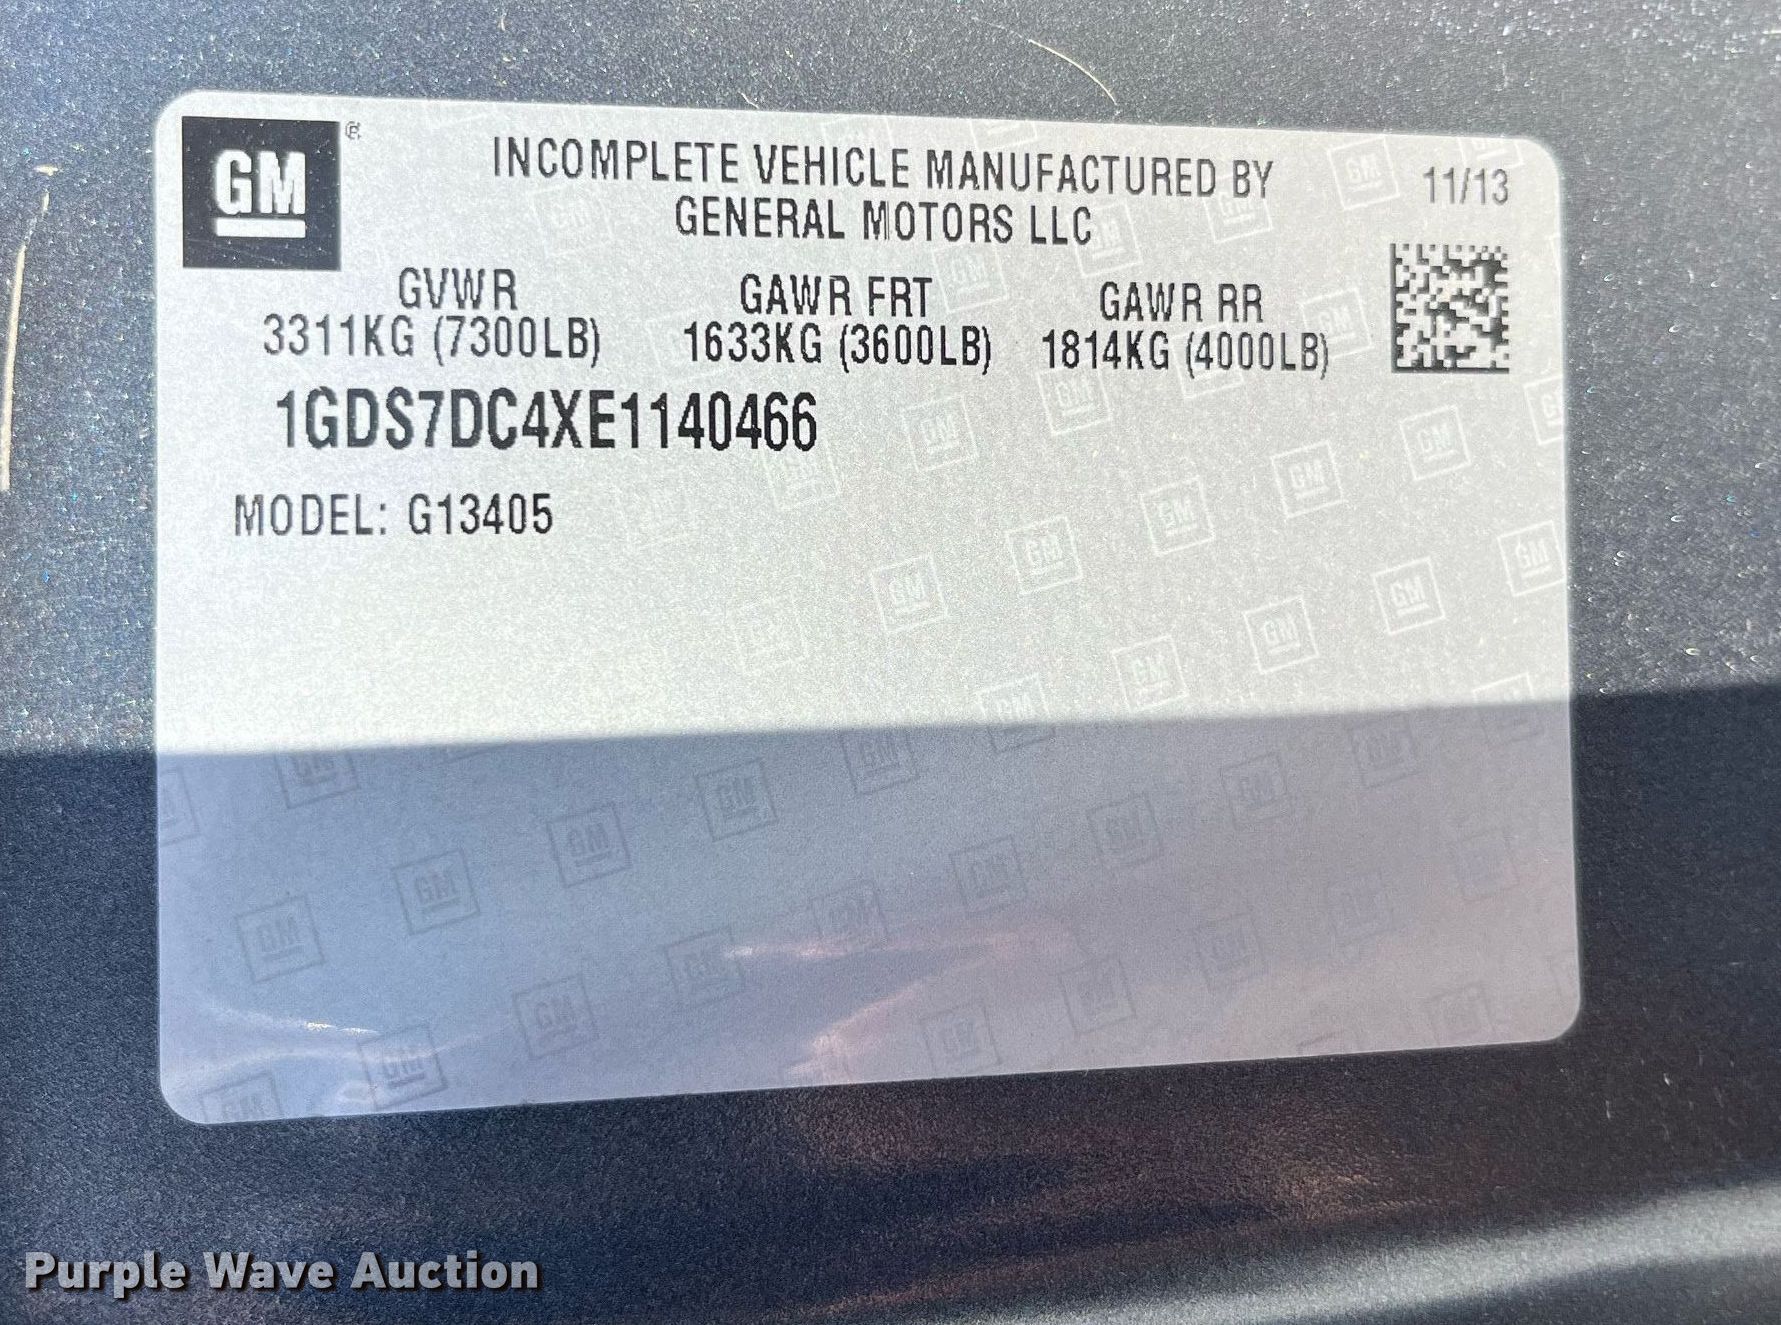 GM ®
INCOMPLETE VEHICLE MANUFACTURED BY
GENERAL MOTORS LLC
11/13
GVWR GAWR FRT GAWR RR
3311KG (7300LB) 1633KG (3600LB) 1814KG (4000LB)
1GDS7DC4XE1140466
MODEL: G13405
Purple Wave Auction